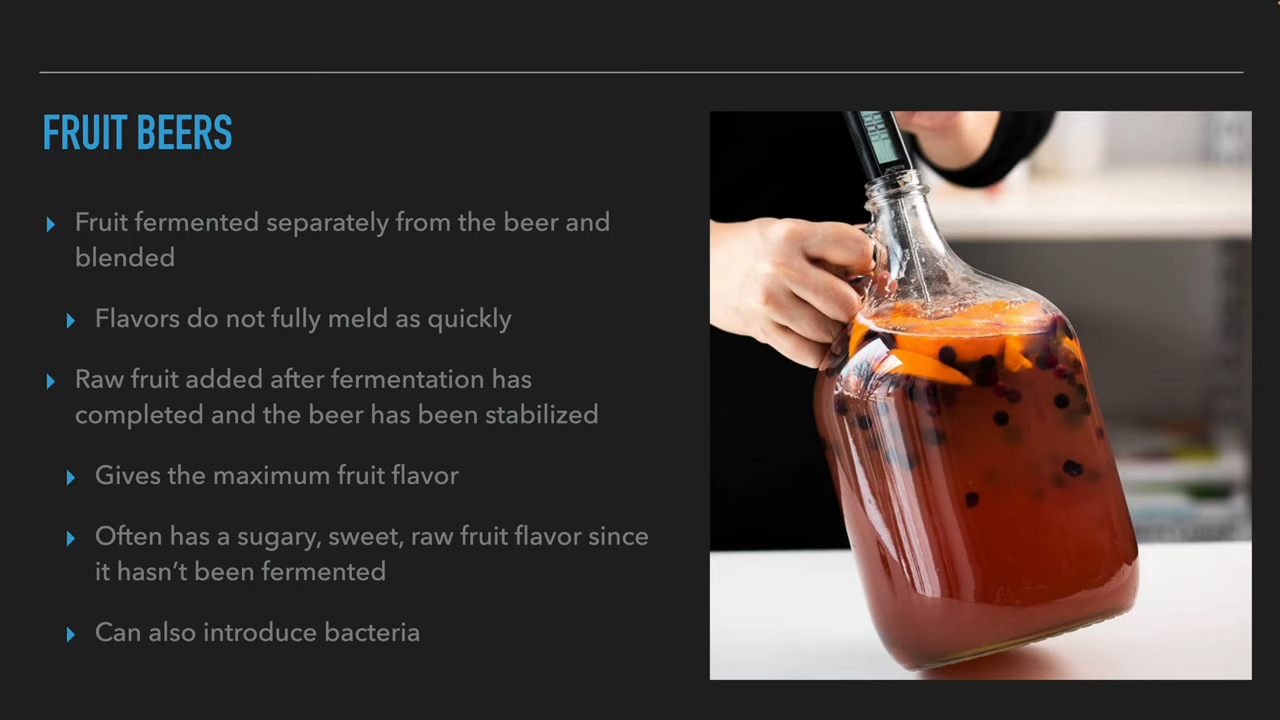 FRUIT BEERS
Fruit fermented separately from the beer and
blended
Flavors do not fully meld as quickly
Raw fruit added after fermentation has
completed and the beer has been stabilized
Gives the maximum fruit flavor
Often has a sugary, sweet, raw fruit flavor since
it hasn't been fermented
Can also introduce bacteria